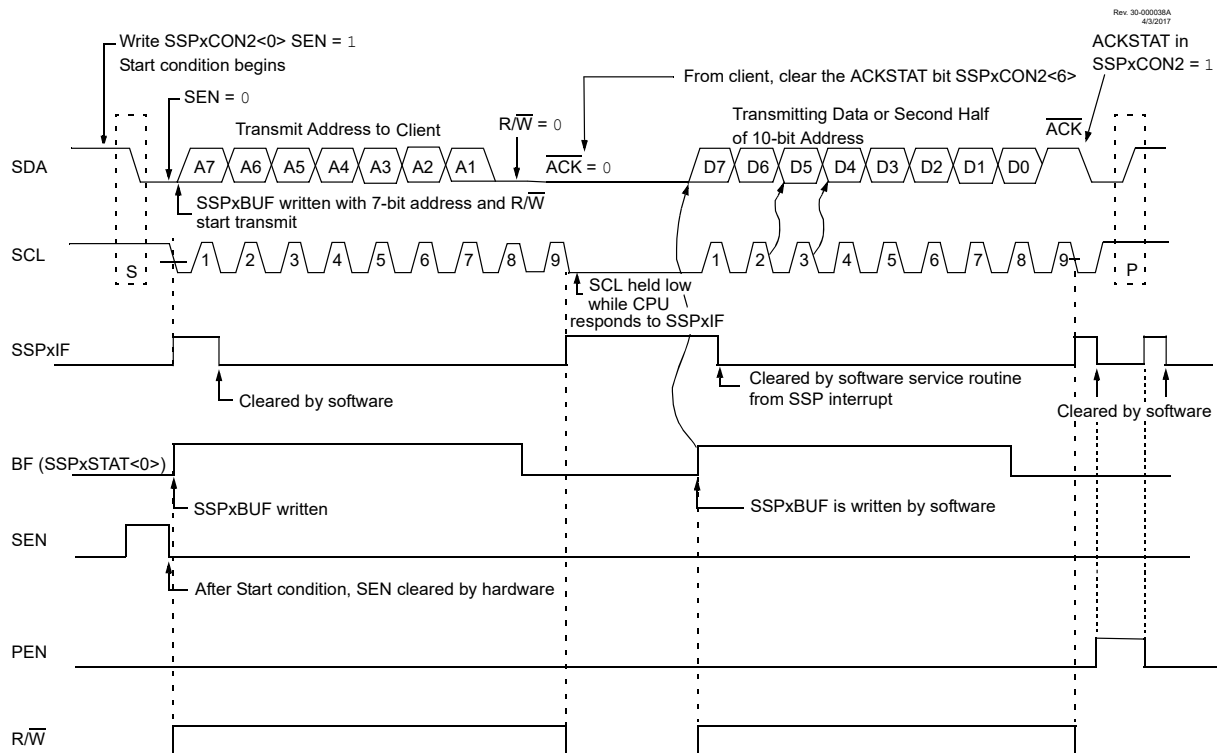 Rev. 30-000038A
4/3/2017
Write SSPxCON2<0> SEN = 1
Start condition begins
ACKSTAT in
SSPxCON2 = 1
From client, clear the ACKSTAT bit SSPxCON2<6>
SEN = 0
Transmit Address to Client
R/W̅ = 0
Transmitting Data or Second Half
of 10-bit Address
A̅C̅K̅
SDA
A7 A6 A5 A4 A3 A2 A1
A̅C̅K̅ = 0
D7 D6 D5 D4 D3 D2 D1 D0
SSPxBUF written with 7-bit address and R/W̅
start transmit
SCL
S
1 2 3 4 5 6 7 8 9
1 2 3 4 5 6 7 8 9
P
SCL held low
while CPU
responds to SSPxIF
SSPxIF
Cleared by software
Cleared by software service routine
from SSP interrupt
Cleared by software
BF (SSPxSTAT<0>)
SSPxBUF written
SSPxBUF is written by software
SEN
After Start condition, SEN cleared by hardware
PEN
R/W̅